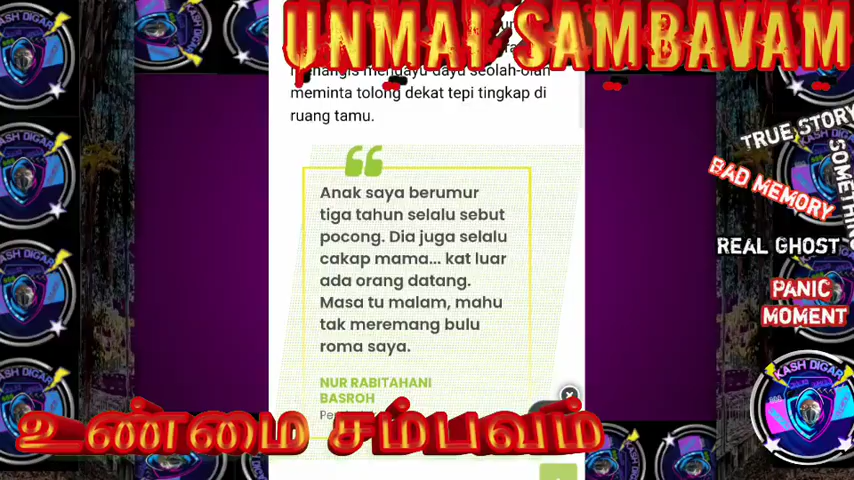 UNMAI SAMBAVAM
menangis mendayu dayu seolah-olah
meminta tolong dekat tepi tingkap di
ruang tamu.
Anak saya berumur
tiga tahun selalu sebut
pocong. Dia juga selalu
cakap mama... kat luar
ada orang datang.
Masa tu malam, mahu
tak meremang bulu
roma saya.
NUR RABITAHANI
BASROH
TRUE STORY
SOMETHING
BAD MEMORY
REAL GHOST
PANIC
MOMENT
KASH DIGAR
உண்மை சம்பவம்